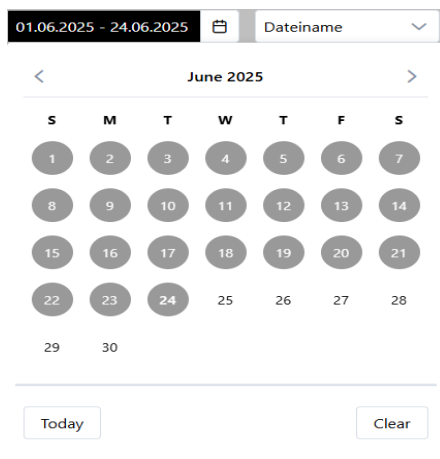 01.06.2025 - 24.06.2025 Dateiname
June 2025
S M T W T F S
1 2 3 4 5 6 7
8 9 10 11 12 13 14
15 16 17 18 19 20 21
22 23 24 25 26 27 28
29 30
Today Clear